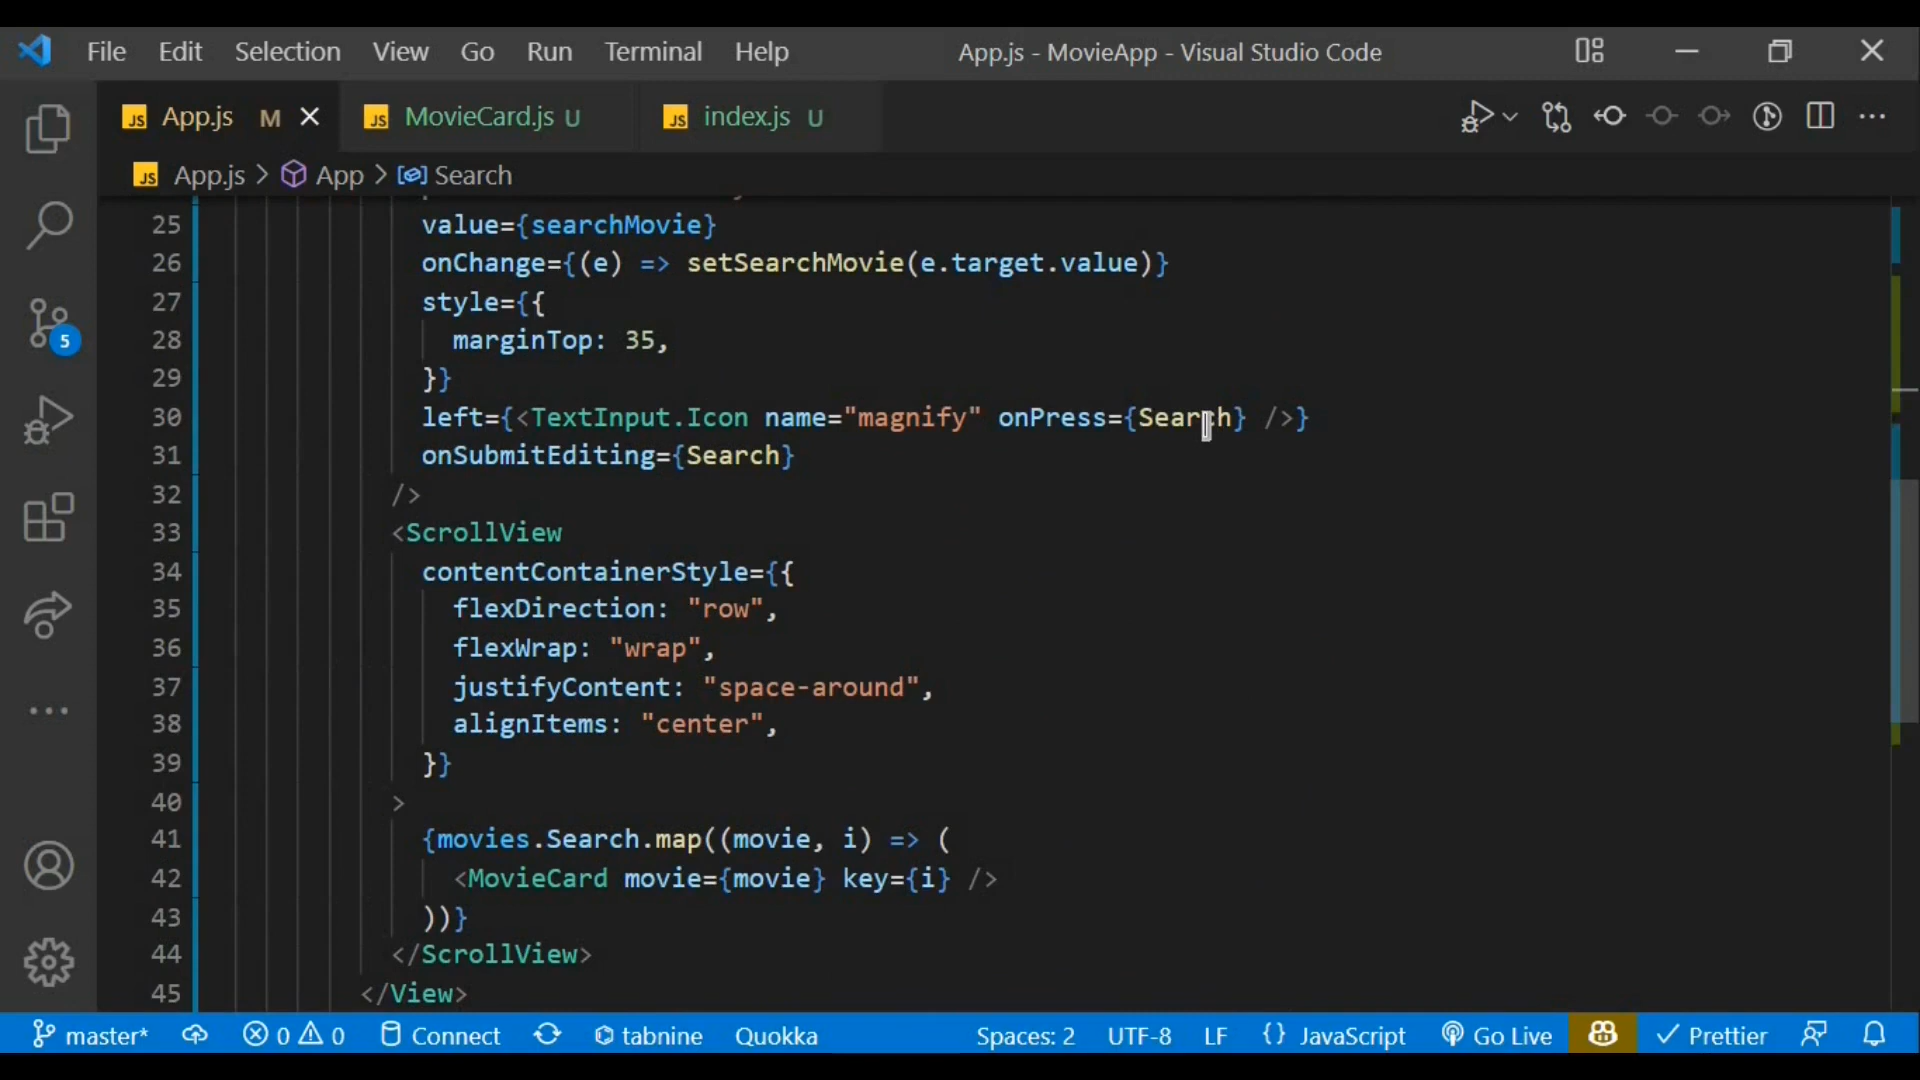 File Edit Selection View Go Run Terminal Help App.js - MovieApp - Visual Studio Code
JS App.js M JS MovieCard.js U JS index.js U
JS App.js > App > Search
25 value={searchMovie}
26 onChange={(e) => setSearchMovie(e.target.value)}
27 style={{
28 marginTop: 35,
29 }}
30 left={<TextInput.Icon name="magnify" onPress={Search} />}
31 onSubmitEditing={Search}
32 />
33 <ScrollView
34 contentContainerStyle={{
35 flexDirection: "row",
36 flexWrap: "wrap",
37 justifyContent: "space-around",
38 alignItems: "center",
39 }}
40 >
41 {movies.Search.map((movie, i) => (
42 <MovieCard movie={movie} key={i} />
43 ))}
44 </ScrollView>
45 </View>
5
master* 0 0 Connect tabnine Quokka Spaces: 2 UTF-8 LF {} JavaScript Go Live Prettier